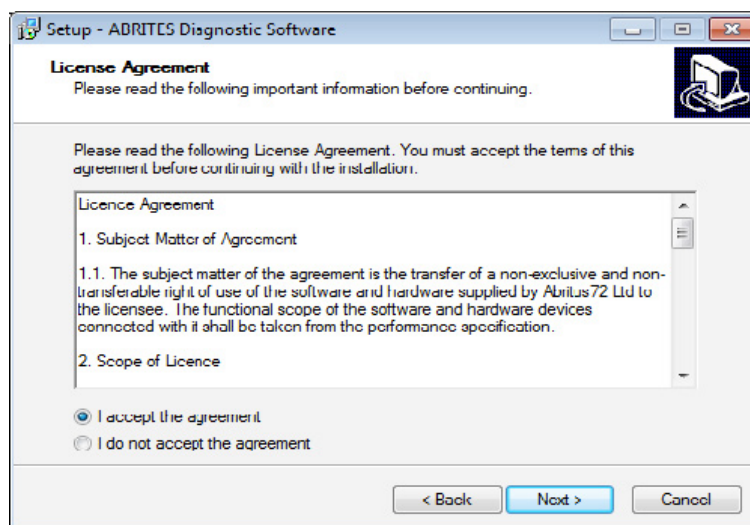 Setup - ABRITES Diagnostic Software
License Agreement
Please read the following important information before continuing.
Please read the following License Agreement. You must accept the terms of this
agreement before continuing with the installation.
Licence Agreement
1. Subject Matter of Agreement
1.1. The subject matter of the agreement is the transfer of a non-exclusive and non-
transferable right of use of the software and hardware supplied by Abritus72 Ltd to
the licensee. The functional scope of the software and hardware devices
connected with it shall be taken from the performance specification.
2. Scope of Licence
I accept the agreement
I do not accept the agreement
< Back
Next >
Cancel